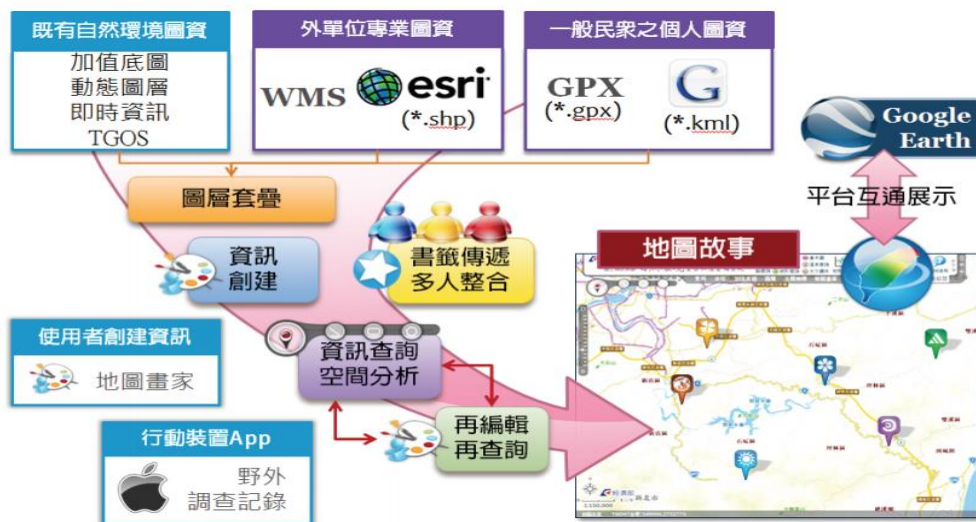 既有自然環境圖資
加值底圖
動態圖層
即時資訊
TGOS
外單位專業圖資
WMS
esri
(*.shp)
一般民眾之個人圖資
GPX
(*.gpx)
G
(*.kml)
Google
Earth
平台互通展示
圖層套疊
資訊
創建
書籤傳遞
多人整合
地圖故事
使用者創建資訊
地圖畫家
資訊查詢
空間分析
再編輯
再查詢
行動裝置App
野外
調查記錄
經濟部